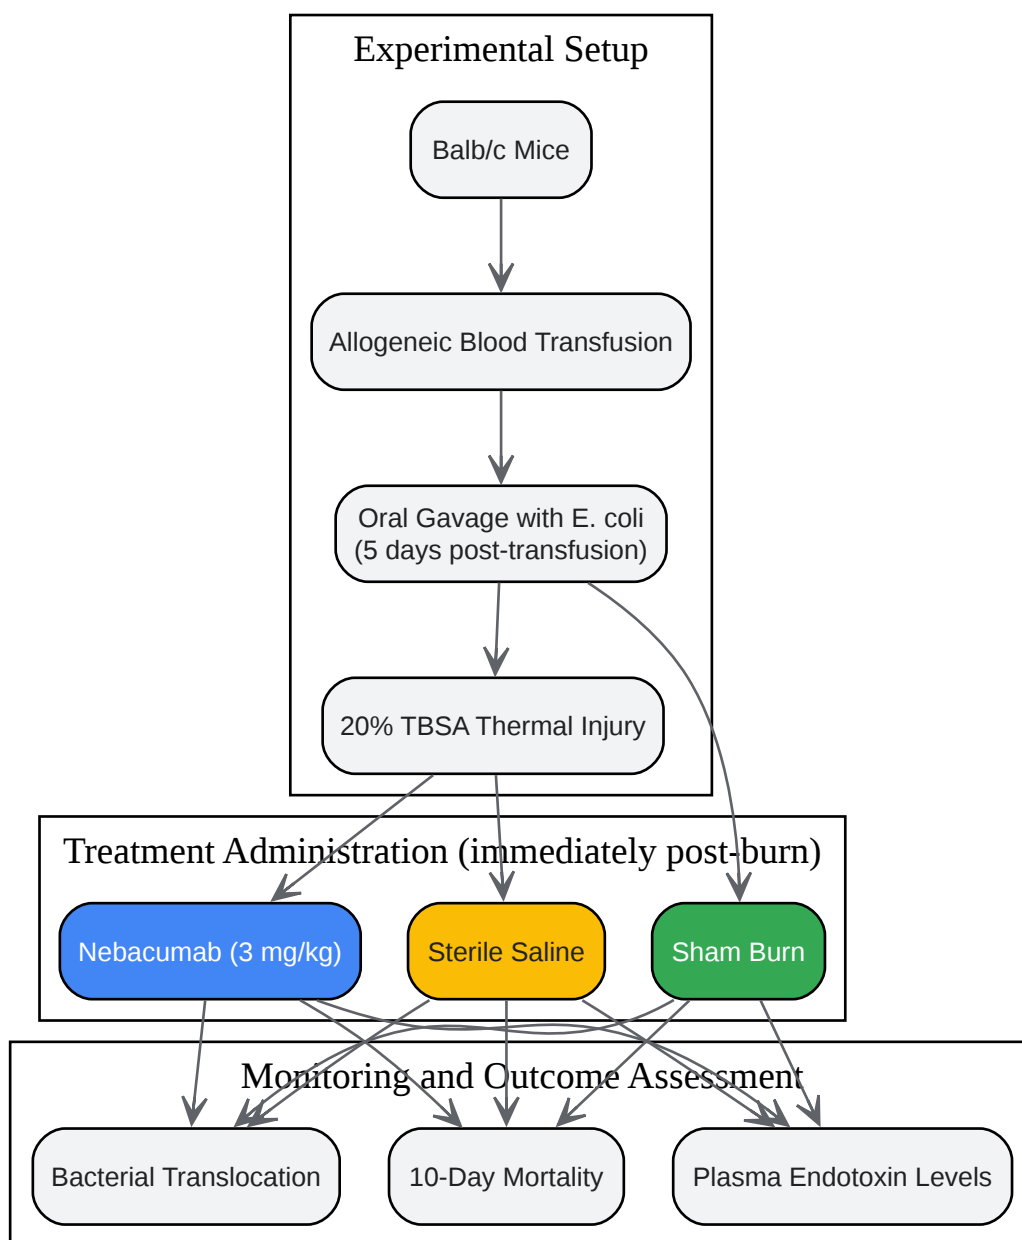 Experimental Setup
Balb/c Mice
Allogeneic Blood Transfusion
Oral Gavage with E. coli
(5 days post-transfusion)
20% TBSA Thermal Injury
Treatment Administration (immediately post-burn)
Nebacumab (3 mg/kg)
Sterile Saline
Sham Burn
Monitoring and Outcome Assessment
Bacterial Translocation
10-Day Mortality
Plasma Endotoxin Levels